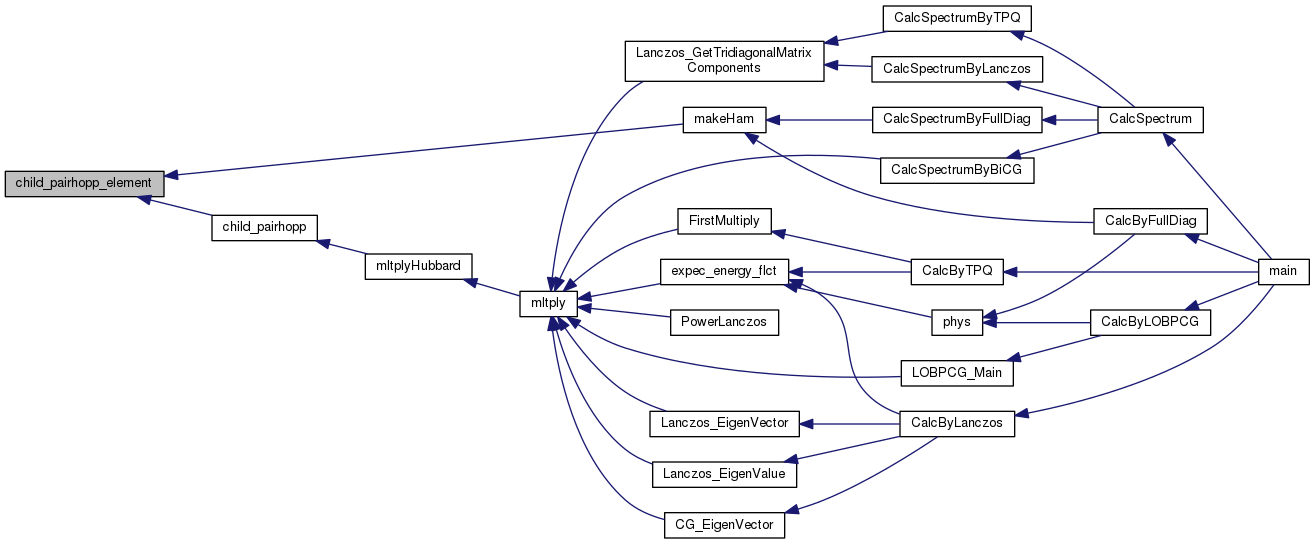 CalcSpectrumByTPQ
Lanczos_GetTridiagonalMatrix
Components
CalcSpectrumByLanczos
makeHam
CalcSpectrumByFullDiag
CalcSpectrum
CalcSpectrumByBiCG
child_pairhopp_element
child_pairhopp
FirstMultiply
CalcByFullDiag
mltplyHubbard
expec_energy_flct
CalcByTPQ
main
mltply
PowerLanczos
phys
CalcByLOBPCG
LOBPCG_Main
Lanczos_EigenVector
CalcByLanczos
Lanczos_EigenValue
CG_EigenVector